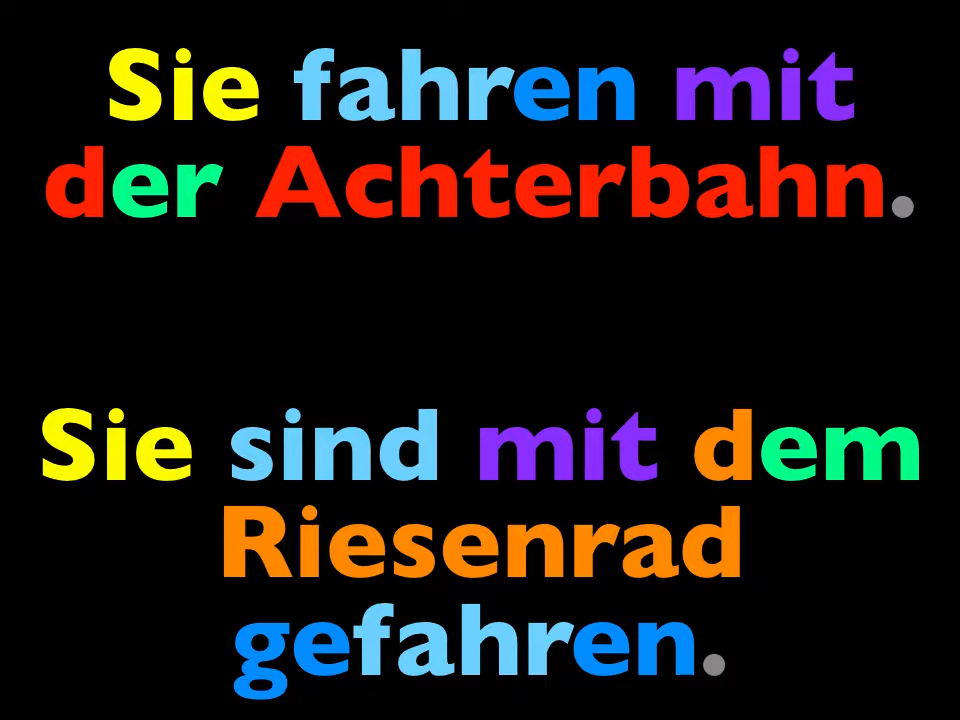 Sie fahren mit
der Achterbahn.
Sie sind mit dem
Riesenrad
gefahren.